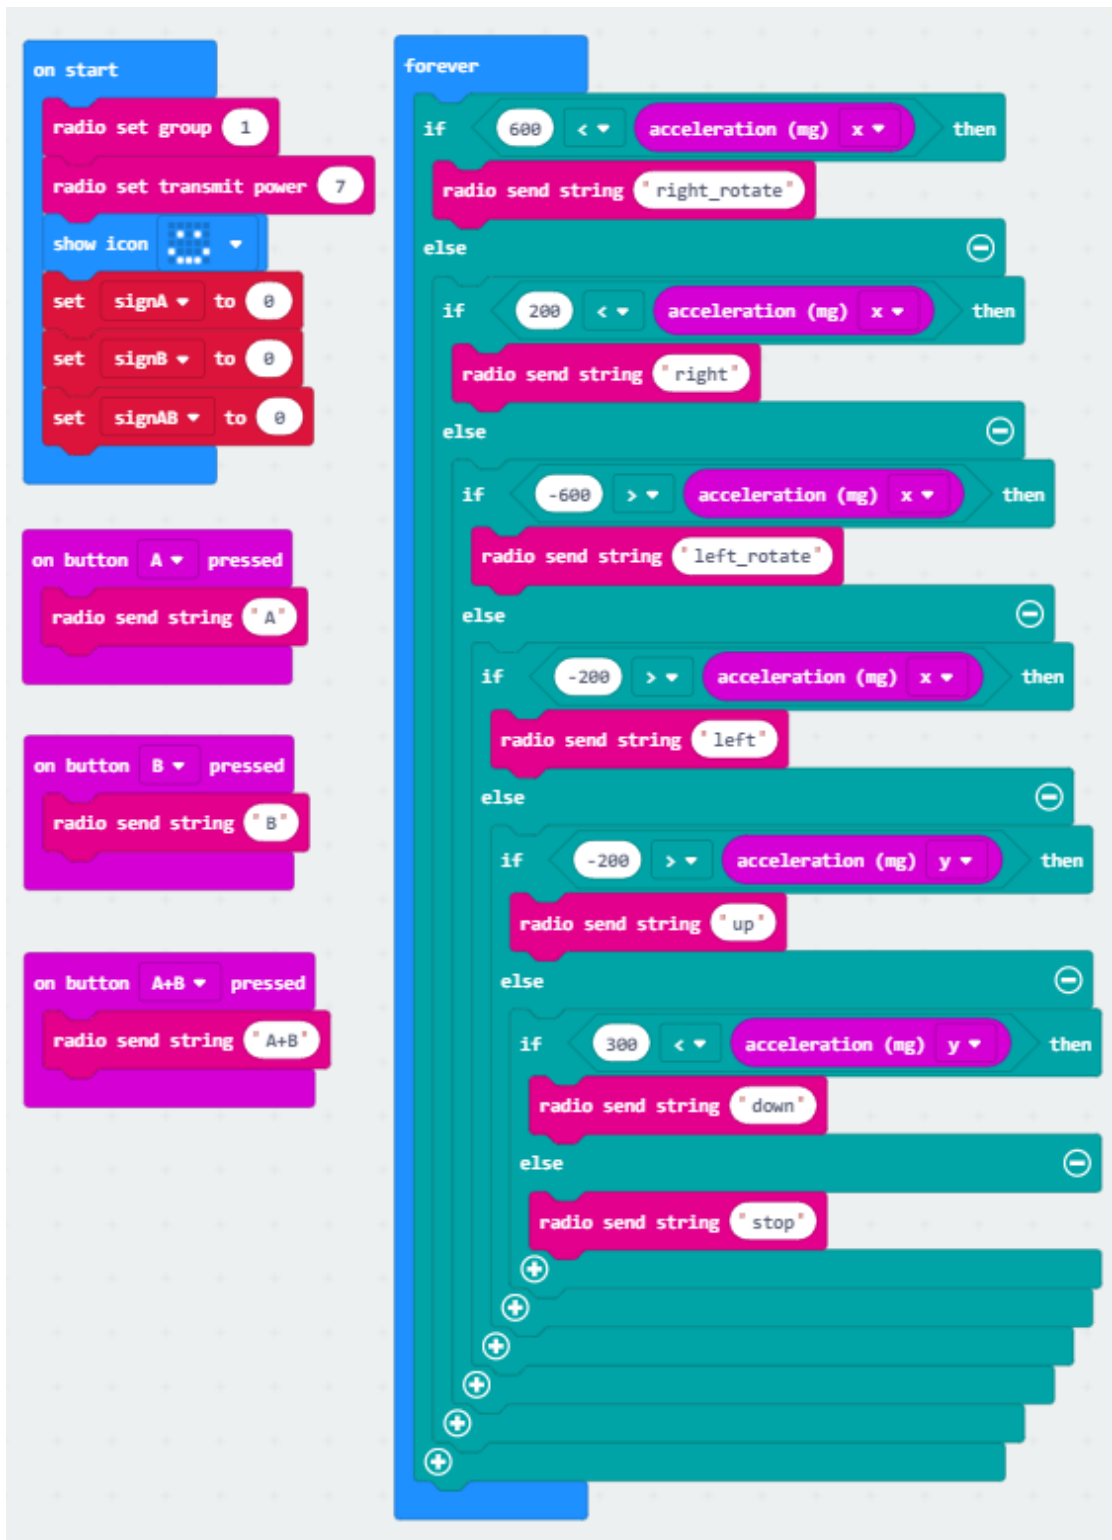 on start
radio set group 1
radio set transmit power 7
show icon
set signA to 0
set signB to 0
set signAB to 0
on button A pressed
radio send string "A"
on button B pressed
radio send string "B"
on button A+B pressed
radio send string "A+B"
forever
if 600 < acceleration (mg) x then
radio send string "right_rotate"
else
if 200 < acceleration (mg) x then
radio send string "right"
else
if -600 > acceleration (mg) x then
radio send string "left_rotate"
else
if -200 > acceleration (mg) x then
radio send string "left"
else
if -200 > acceleration (mg) y then
radio send string "up"
else
if 300 < acceleration (mg) y then
radio send string "down"
else
radio send string "stop"